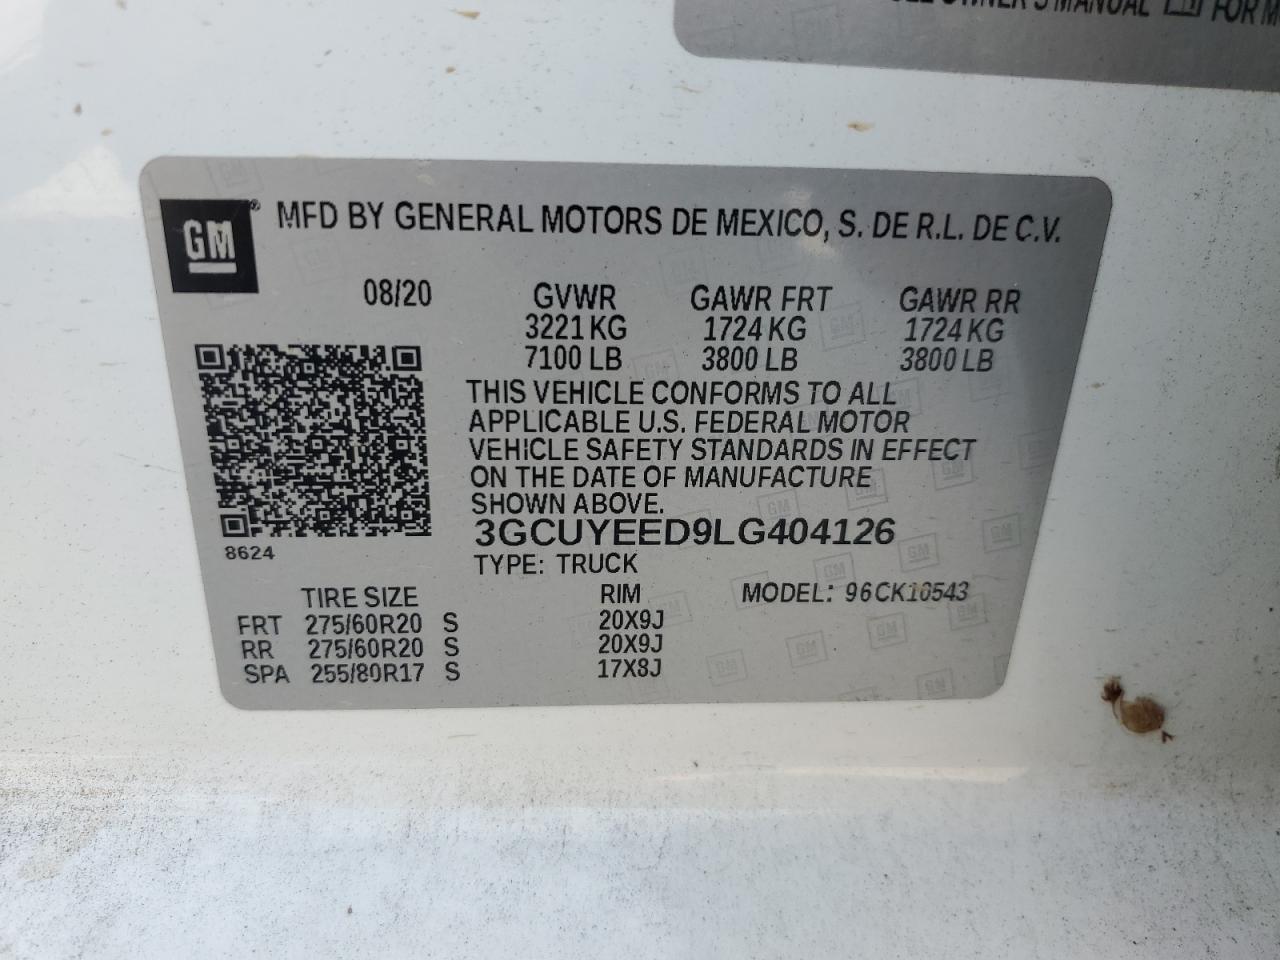 OWNER'S MANUAL FOR
GM® MFD BY GENERAL MOTORS DE MEXICO, S. DE R.L. DE C.V.
08/20 GVWR GAWR FRT GAWR RR
3221 KG 1724 KG 1724 KG
7100 LB 3800 LB 3800 LB
THIS VEHICLE CONFORMS TO ALL
APPLICABLE U.S. FEDERAL MOTOR
VEHICLE SAFETY STANDARDS IN EFFECT
ON THE DATE OF MANUFACTURE
SHOWN ABOVE.
3GCUYEED9LG404126
8624
TYPE: TRUCK
TIRE SIZE RIM MODEL: 96CK10543
FRT 275/60R20 S 20X9J
RR 275/60R20 S 20X9J
SPA 255/80R17 S 17X8J